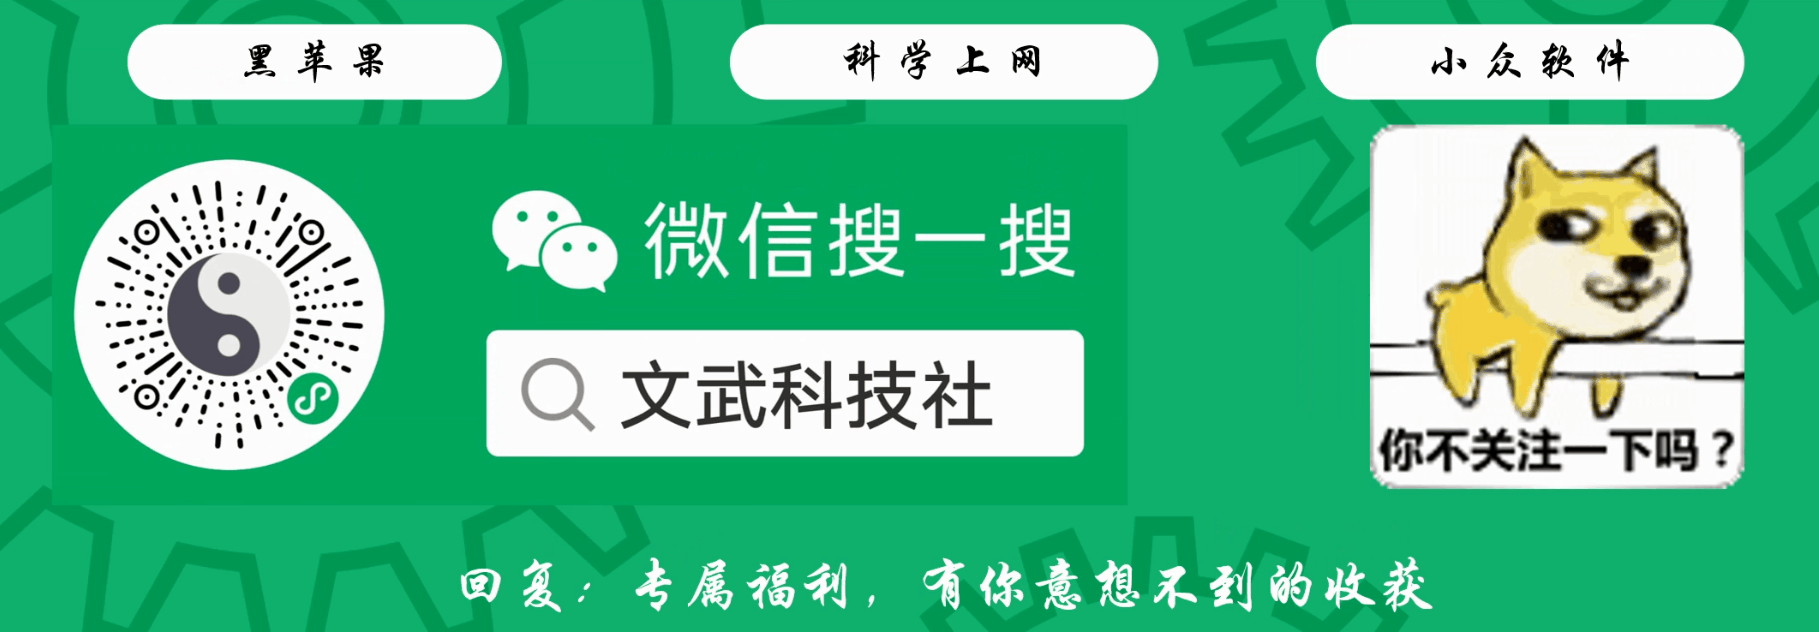 黑苹果
科学上网
小众软件
微信搜一搜
文武科技社
你不关注一下吗？
回复：专属福利，有你意想不到的收获